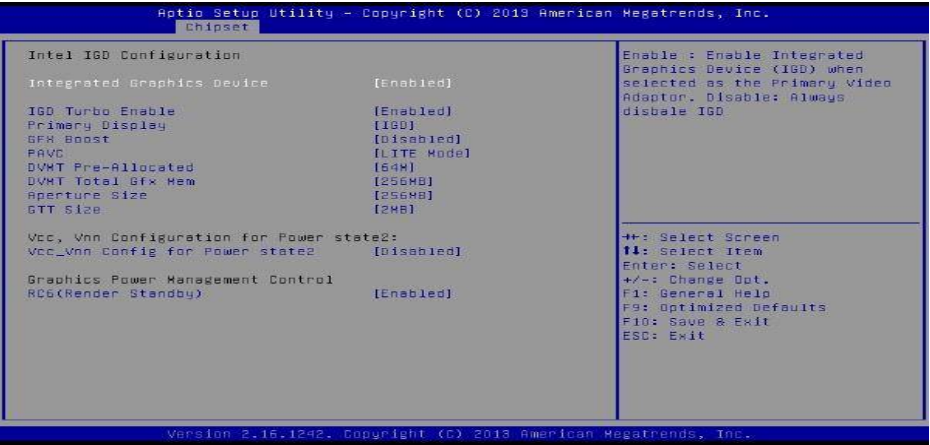 Aptio Setup Utility - Copyright (C) 2013 American Megatrends, Inc.
Chipset
Intel IGD Configuration
Integrated Graphics Device [Enabled]
IGD Turbo Enable [Enabled]
Primary Display [IGD]
GFX Boost [Disabled]
PAVC [LITE Mode]
DVMT Pre-Allocated [64M]
DVMT Total Gfx Mem [256MB]
Aperture Size [256MB]
GTT Size [2MB]
Vcc, Vnn Configuration for Power state2:
Vcc_Vnn Config for Power state2 [Disabled]
Graphics Power Management Control
RC6(Render Standby) [Enabled]
Enable : Enable Integrated
Graphics Device (IGD) when
selected as the Primary Video
Adaptor. Disable: Always
disbale IGD
→←: Select Screen
↑↓: Select Item
Enter: Select
+/-: Change Opt.
F1: General Help
F9: Optimized Defaults
F10: Save & Exit
ESC: Exit
Version 2.16.1242. Copyright (C) 2013 American Megatrends, Inc.